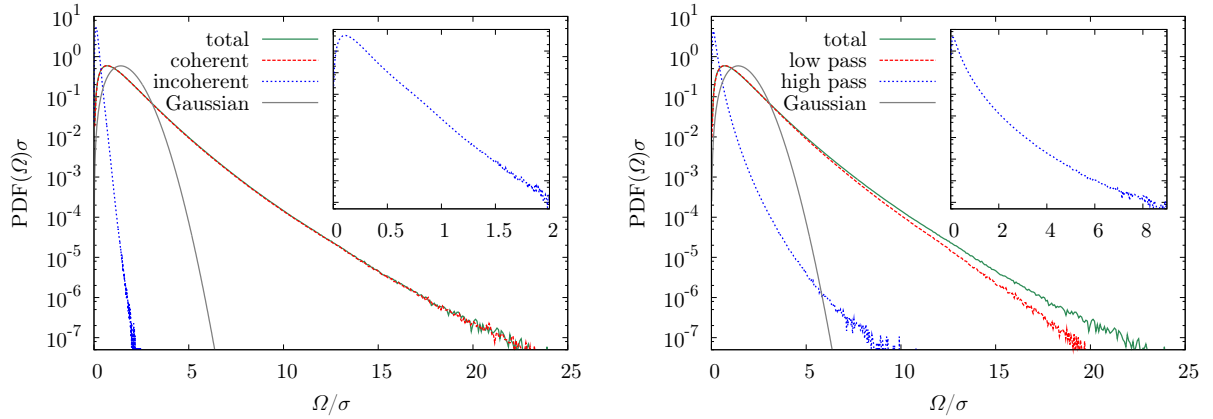 PDF(Ω)σ
10^1
10^0
10^-1
10^-2
10^-3
10^-4
10^-5
10^-6
10^-7
total
coherent
incoherent
Gaussian
0 0.5 1 1.5 2
0 5 10 15 20 25
Ω/σ
PDF(Ω)σ
10^1
10^0
10^-1
10^-2
10^-3
10^-4
10^-5
10^-6
10^-7
total
low pass
high pass
Gaussian
0 2 4 6 8
0 5 10 15 20 25
Ω/σ